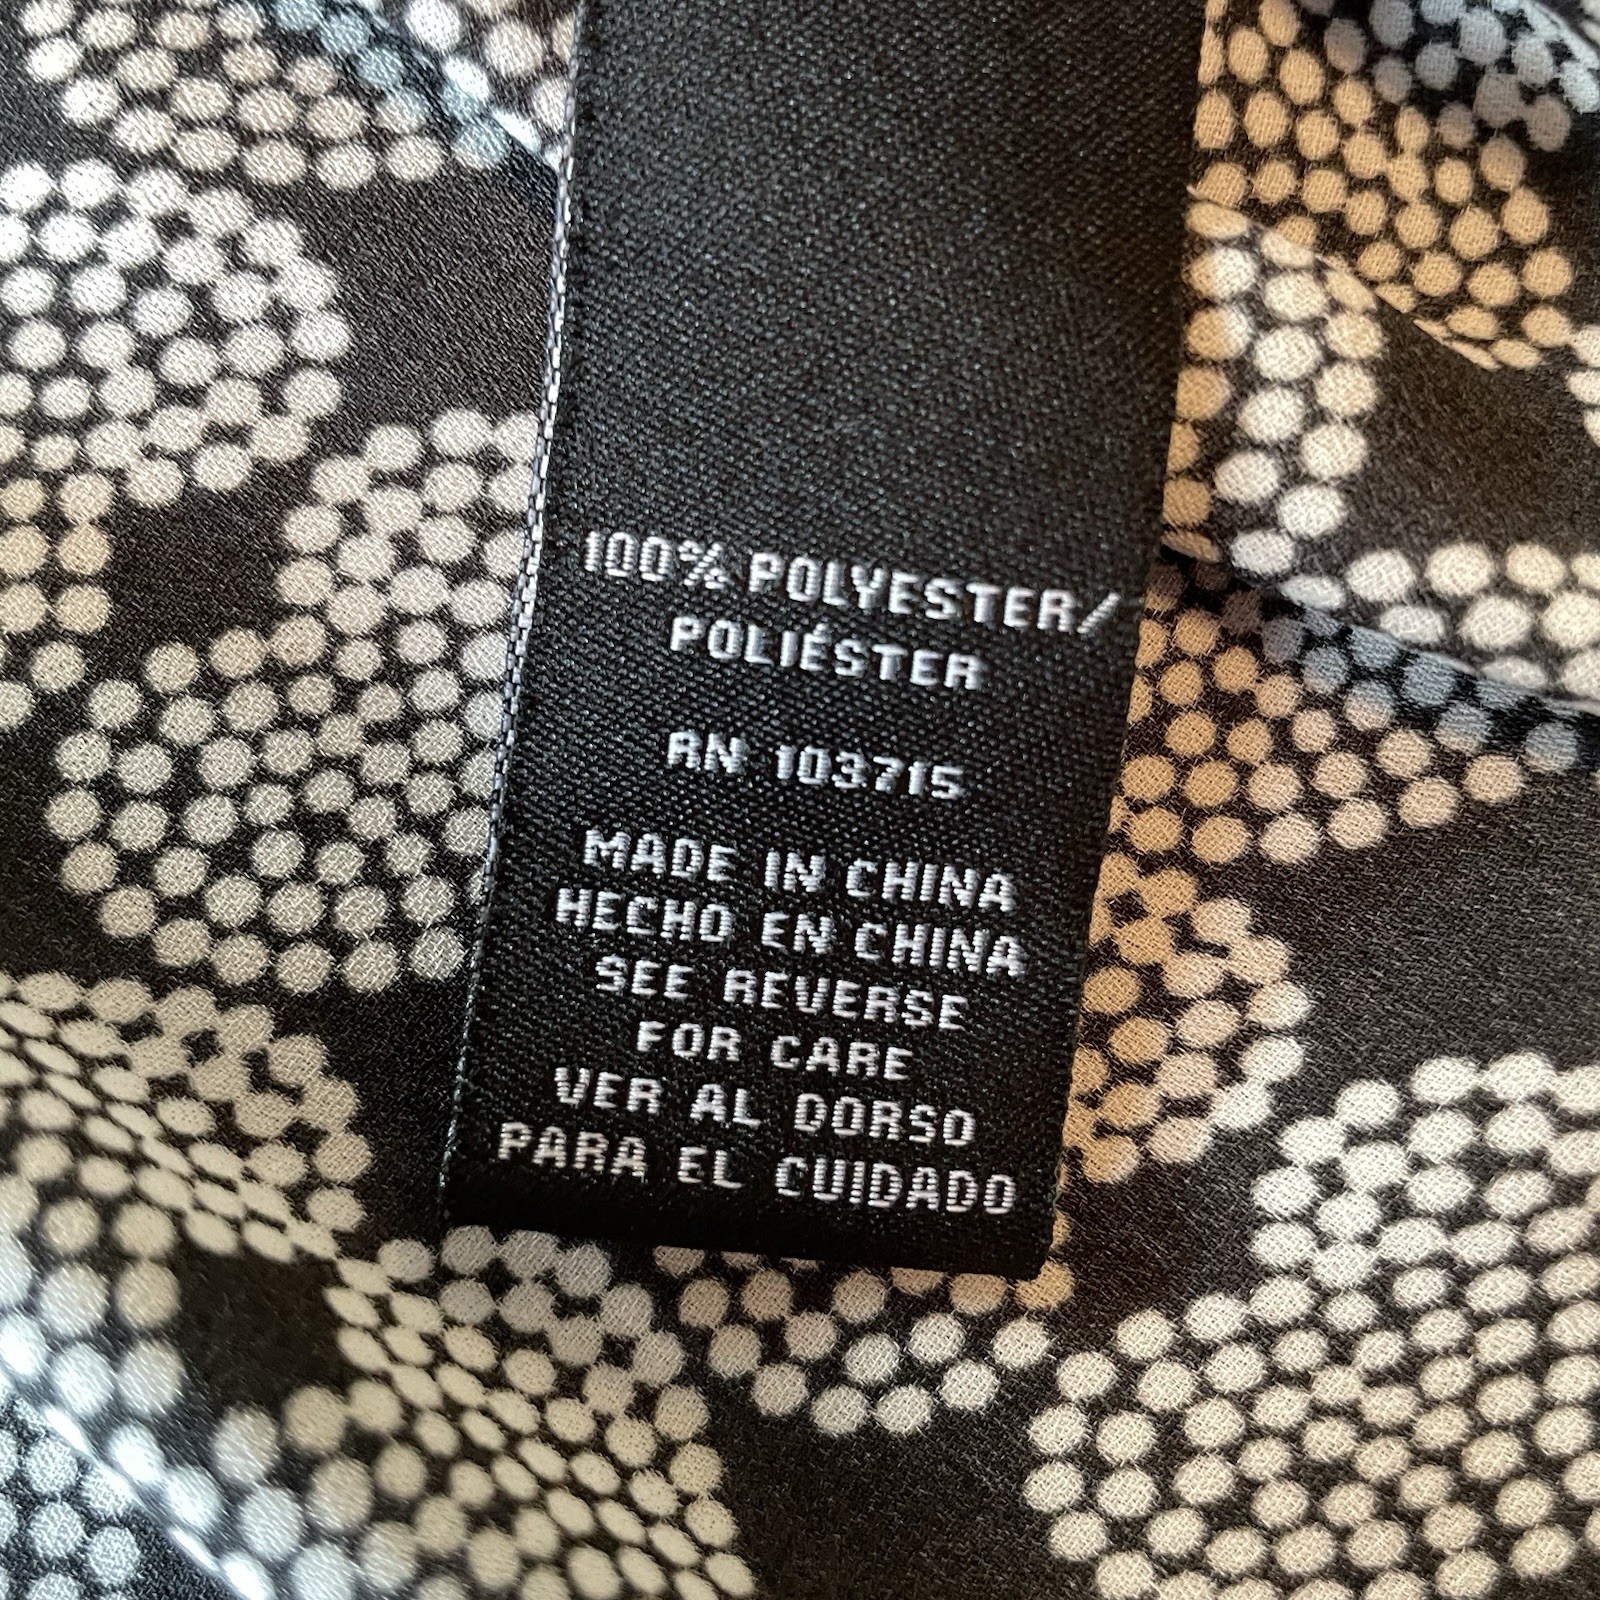 100% POLYESTER/
POLIÉSTER
RN 103715
MADE IN CHINA
HECHO EN CHINA
SEE REVERSE
FOR CARE
VER AL DORSO
PARA EL CUIDADO